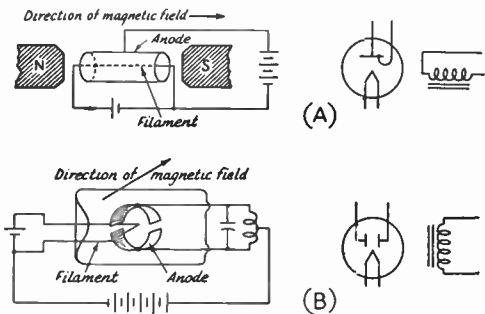 Direction of magnetic field
Anode
N
S
Filament
(A)
Direction of magnetic field
Filament
Anode
(B)